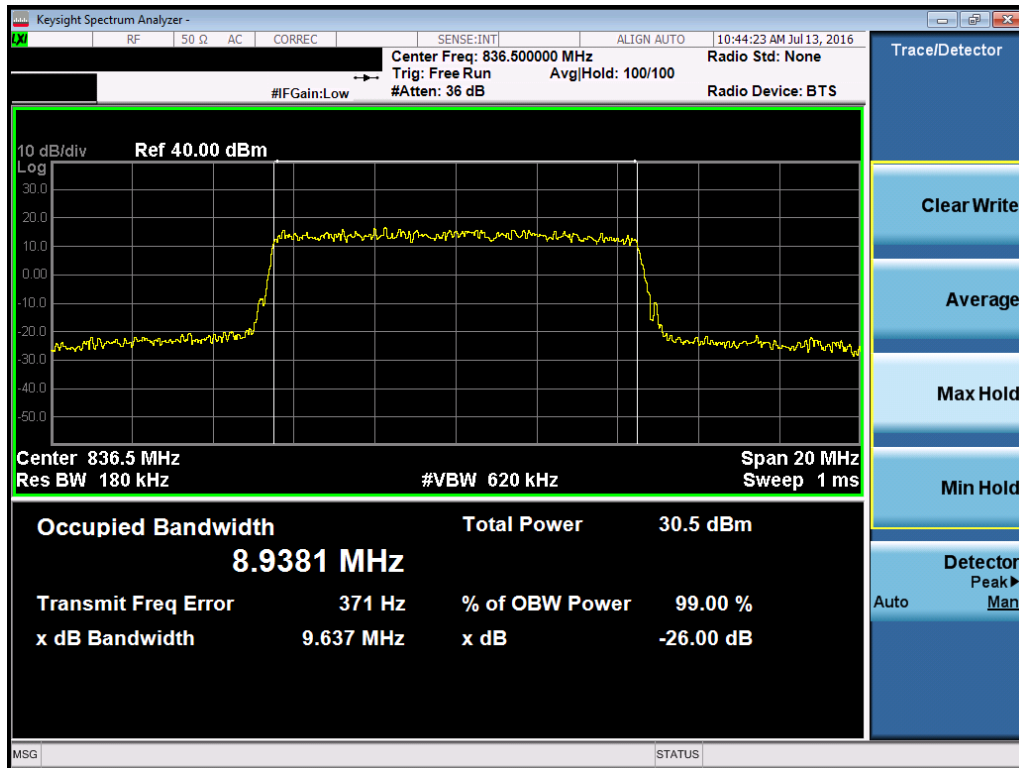 Keysight Spectrum Analyzer -
LXI RF 50 Ω AC CORREC SENSE:INT ALIGN AUTO 10:44:23 AM Jul 13, 2016
Center Freq: 836.500000 MHz Radio Std: None
Trig: Free Run Avg|Hold: 100/100
#IFGain:Low #Atten: 36 dB Radio Device: BTS
Trace/Detector
10 dB/div Ref 40.00 dBm
Log
30.0
20.0
10.0
0.00
-10.0
-20.0
-30.0
-40.0
-50.0
Center 836.5 MHz Span 20 MHz
Res BW 180 kHz #VBW 620 kHz Sweep 1 ms
Occupied Bandwidth Total Power 30.5 dBm
8.9381 MHz
Transmit Freq Error 371 Hz % of OBW Power 99.00 %
x dB Bandwidth 9.637 MHz x dB -26.00 dB
Clear Write
Average
Max Hold
Min Hold
Detector
Peak▶
Auto Man
MSG STATUS